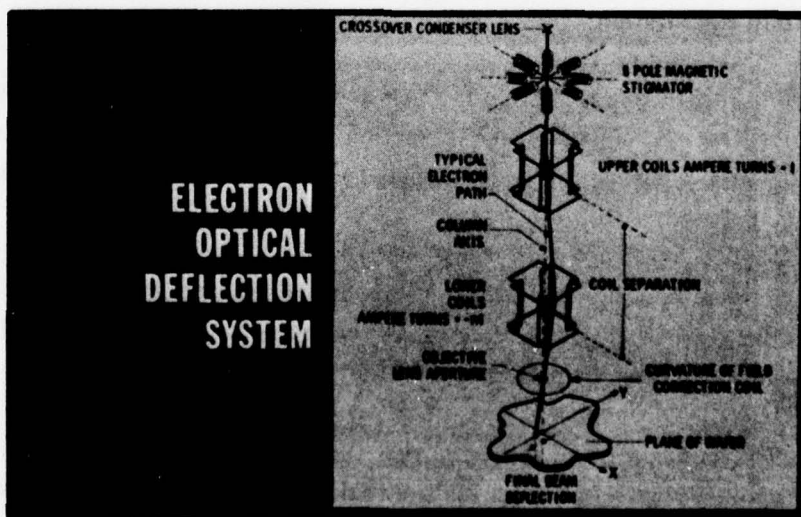 ELECTRON
OPTICAL
DEFLECTION
SYSTEM
CROSSOVER CONDENSER LENS
8 POLE MAGNETIC
STIGMATOR
TYPICAL
ELECTRON
PATH
UPPER COILS AMPERE TURNS - I
COLUMN
AXIS
LOWER
COILS
AMPERE TURNS
COIL SEPARATION
APERTURE
CURVATURE OF FIELD
CORRECTION COIL
Y
PLANE OF WAFER
X
FINAL BEAM
DEFLECTION